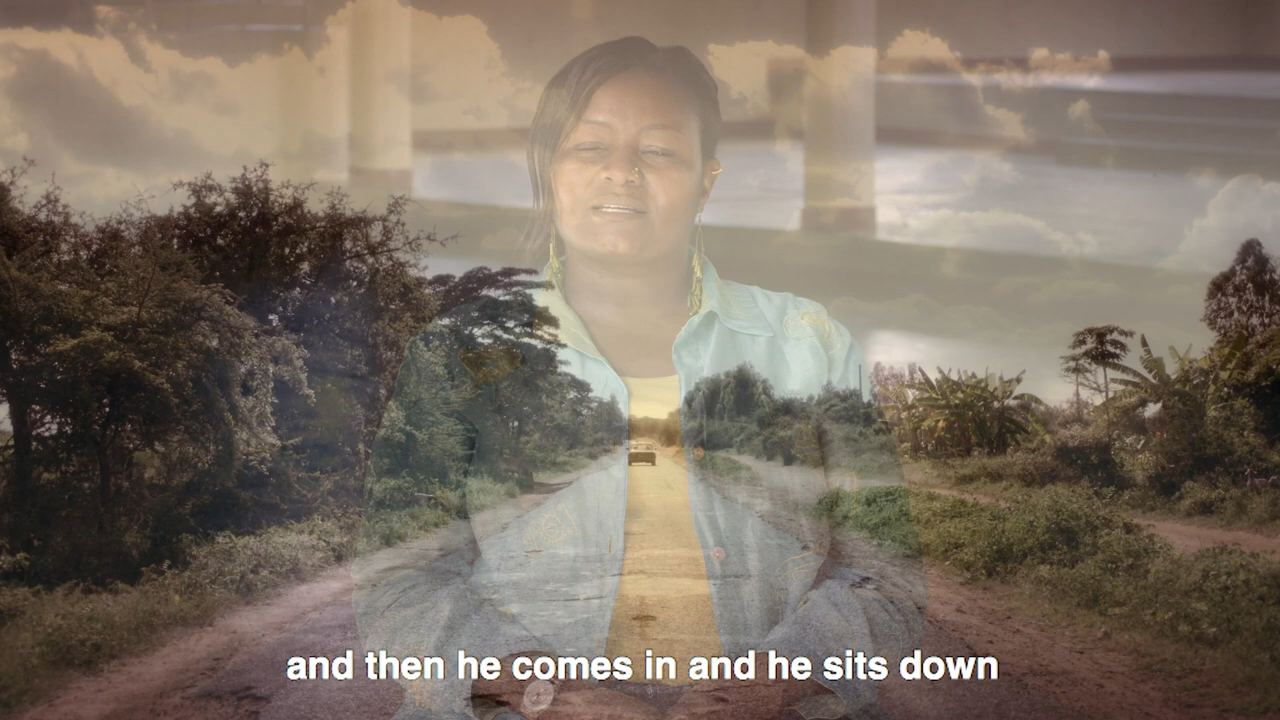 and then he comes in and he sits down